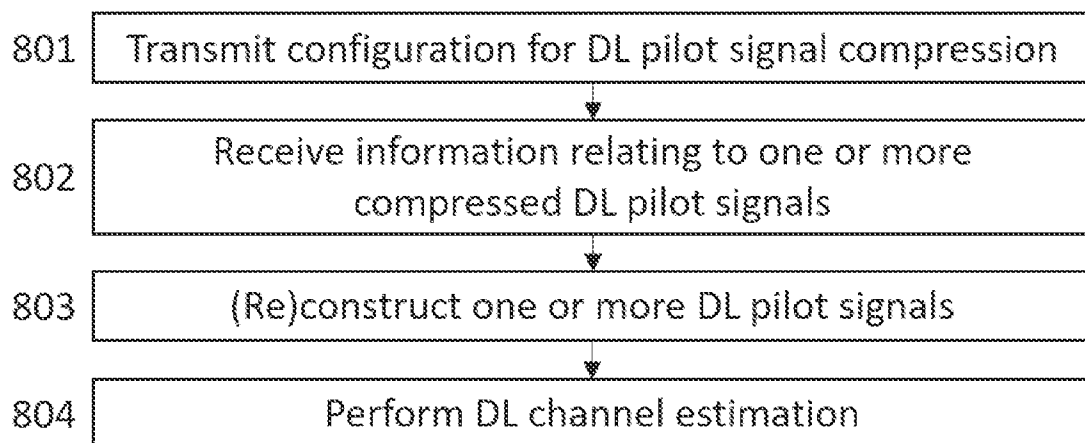 801 Transmit configuration for DL pilot signal compression
802 Receive information relating to one or more
compressed DL pilot signals
803 (Re)construct one or more DL pilot signals
804 Perform DL channel estimation